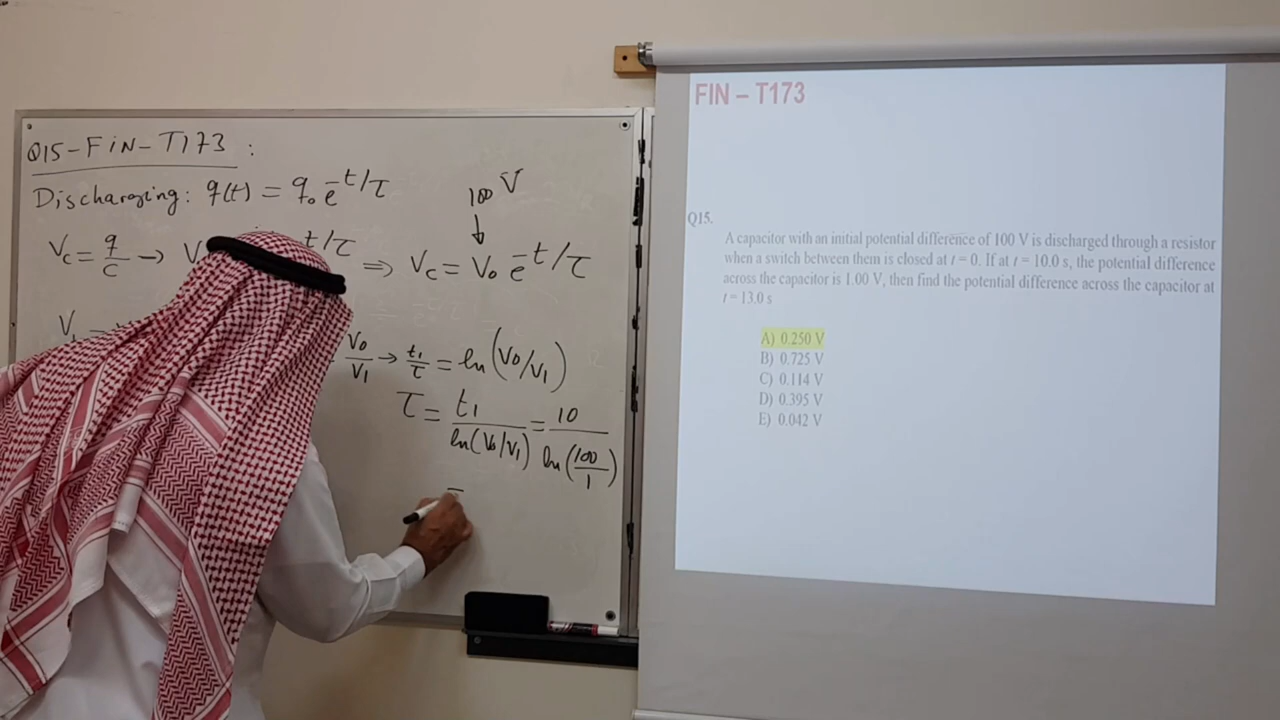 Q15-FiN-T173 :
Discharging: q(t) = q₀ e^-t/τ
100 V
↓
V_C = q/C → V t/τ ⇒ V_C = V₀ e^-t/τ
V₁ = V₀/V₁ → t₁/τ = ln(V₀/V₁)
τ = t₁/ln(V₀/V₁) = 10/ln(100/1)
FIN – T173
Q15.
A capacitor with an initial potential difference of 100 V is discharged through a resistor
when a switch between them is closed at t = 0. If at t = 10.0 s, the potential difference
across the capacitor is 1.00 V, then find the potential difference across the capacitor at
t = 13.0 s
A) 0.250 V
B) 0.725 V
C) 0.114 V
D) 0.395 V
E) 0.042 V